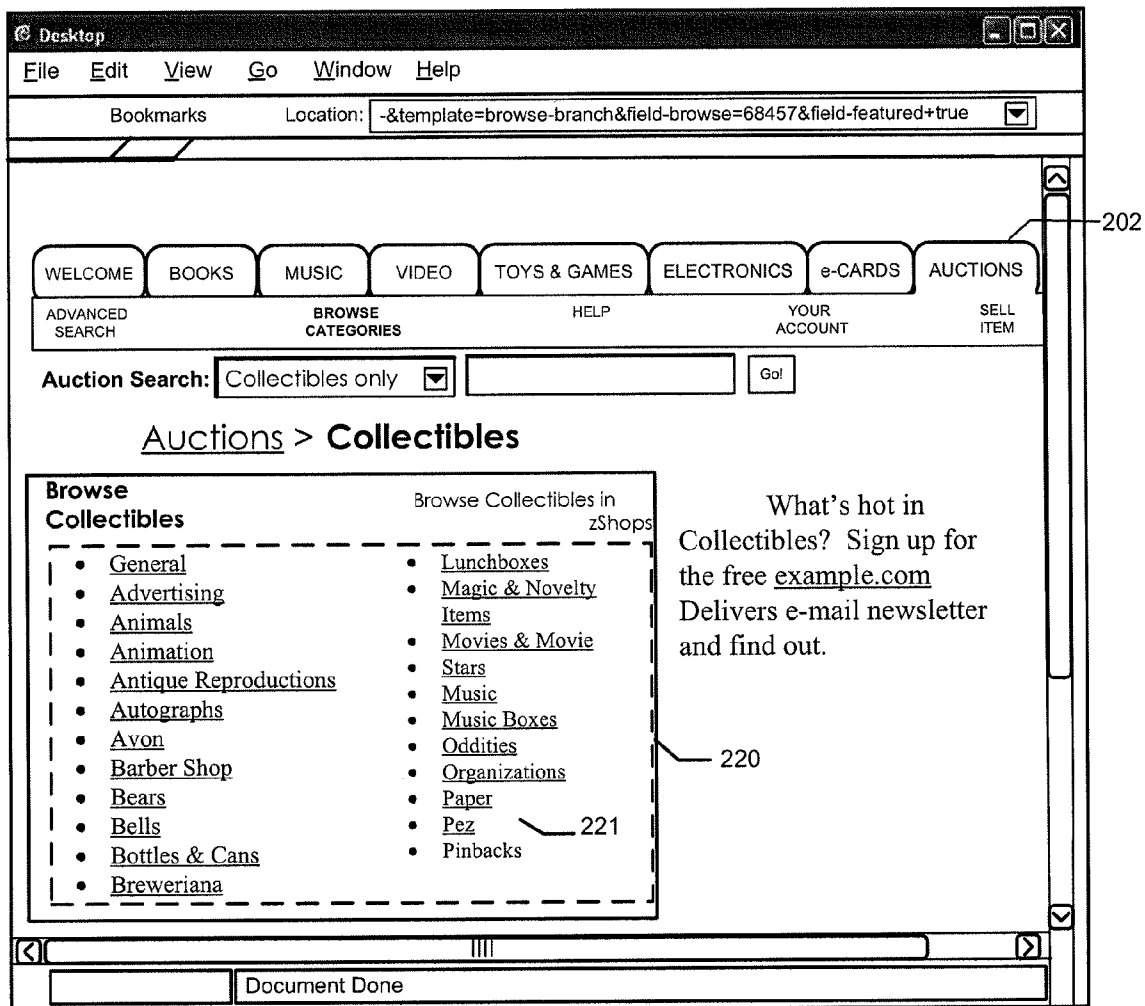 Desktop
File Edit View Go Window Help
Bookmarks Location: -&template=browse-branch&field-browse=68457&field-featured+true
202
WELCOME BOOKS MUSIC VIDEO TOYS & GAMES ELECTRONICS e-CARDS AUCTIONS
ADVANCED SEARCH BROWSE CATEGORIES HELP YOUR ACCOUNT SELL ITEM
Auction Search: Collectibles only Go!
Auctions > Collectibles
Browse
Collectibles
Browse Collectibles in
zShops
• General
• Advertising
• Animals
• Animation
• Antique Reproductions
• Autographs
• Avon
• Barber Shop
• Bears
• Bells
• Bottles & Cans
• Breweriana
• Lunchboxes
• Magic & Novelty
Items
• Movies & Movie
• Stars
• Music
• Music Boxes
• Oddities
• Organizations
• Paper
• Pez
• Pinbacks
221
220
What's hot in
Collectibles? Sign up for
the free example.com
Delivers e-mail newsletter
and find out.
Document Done